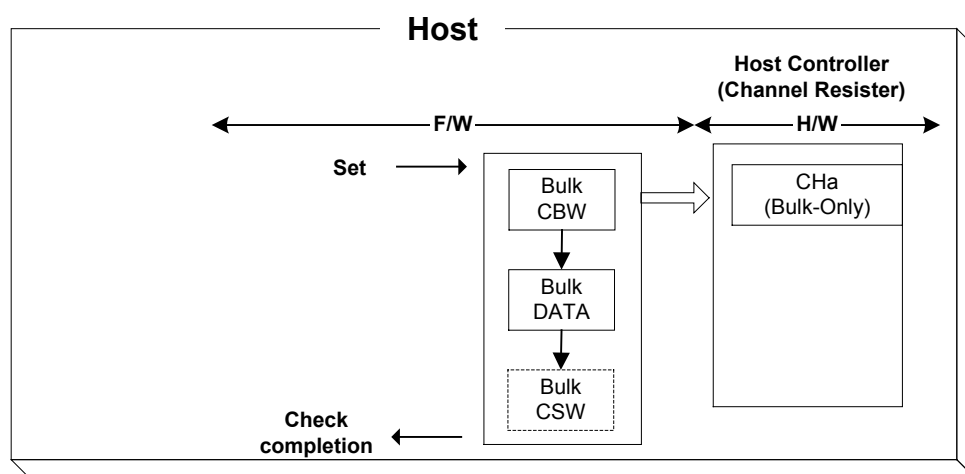 Host
Host Controller
(Channel Resister)
F/W
H/W
Set
Bulk
CBW
CHa
(Bulk-Only)
Bulk
DATA
Bulk
CSW
Check
completion